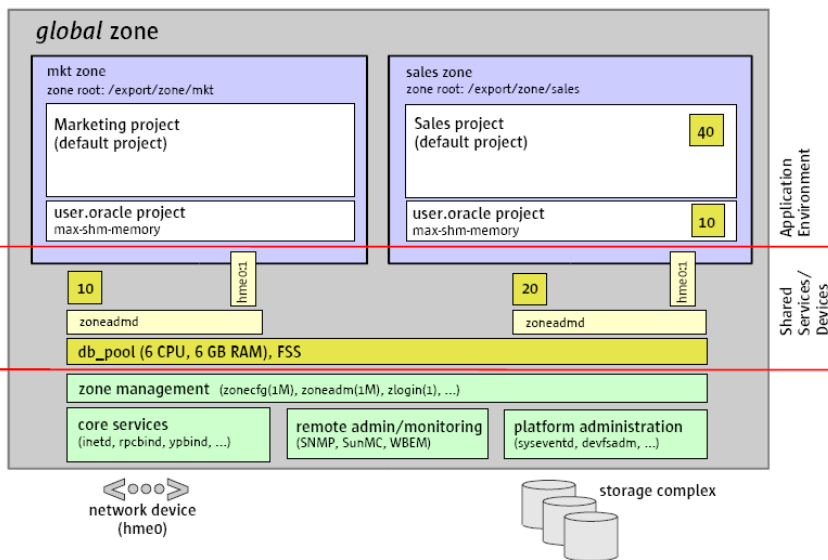 global zone
mkt zone
zone root: /export/zone/mkt
Marketing project
(default project)
user.oracle project
max-shm-memory
sales zone
zone root: /export/zone/sales
Sales project
(default project)
40
user.oracle project
max-shm-memory
10
Application
Environment
10
hme0:1
zoneadmd
20
hme0:1
zoneadmd
Shared
Services/
Devices
db_pool (6 CPU, 6 GB RAM), FSS
zone management (zonecfg(1M), zoneadm(1M), zlogin(1), ...)
core services
(inetd, rpcbind, ypbind, ...)
remote admin/monitoring
(SNMP, SunMC, WBEM)
platform administration
(syseventd, devfsadm, ...)
network device
(hme0)
storage complex